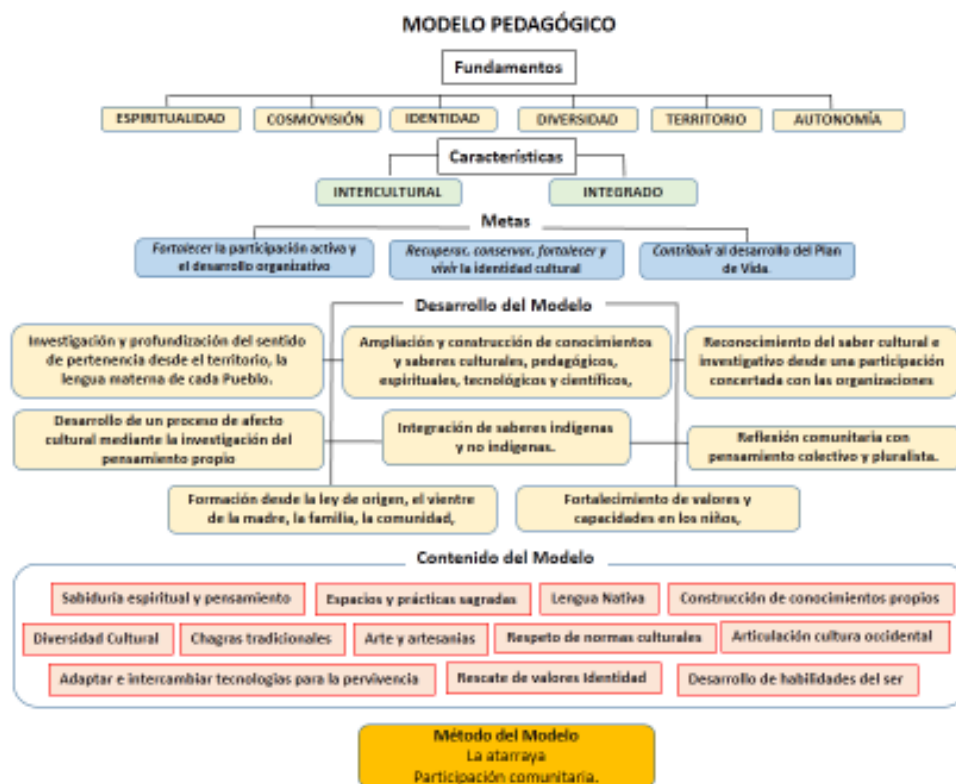 MODELO PEDAGÓGICO
Fundamentos
ESPIRITUALIDAD
COSMOVISIÓN
IDENTIDAD
DIVERSIDAD
TERRITORIO
AUTONOMÍA
Características
INTERCULTURAL
INTEGRADO
Metas
Fortalecer la participación activa y
el desarrollo organizativo
Recuperar, conservar, fortalecer y
vivir la identidad cultural
Contribuir al desarrollo del Plan
de Vida.
Desarrollo del Modelo
Investigación y profundización del sentido
de pertenencia desde el territorio, la
lengua materna de cada Pueblo.
Ampliación y construcción de conocimientos
y saberes culturales, pedagógicos,
espirituales, tecnológicos y científicos,
Reconocimiento del saber cultural e
investigativo desde una participación
concertada con las organizaciones
Desarrollo de un proceso de afecto
cultural mediante la investigación del
pensamiento propio
Integración de saberes indígenas
y no indígenas.
Reflexión comunitaria con
pensamiento colectivo y pluralista.
Formación desde la ley de origen, el vientre
de la madre, la familia, la comunidad,
Fortalecimiento de valores y
capacidades en los niños,
Contenido del Modelo
Sabiduría espiritual y pensamiento
Espacios y prácticas sagradas
Lengua Nativa
Construcción de conocimientos propios
Diversidad Cultural
Chagras tradicionales
Arte y artesanias
Respeto de normas culturales
Articulación cultura occidental
Adaptar e intercambiar tecnologías para la pervivencia
Rescate de valores Identidad
Desarrollo de habilidades del ser
Método del Modelo
La atarraya
Participación comunitaria.